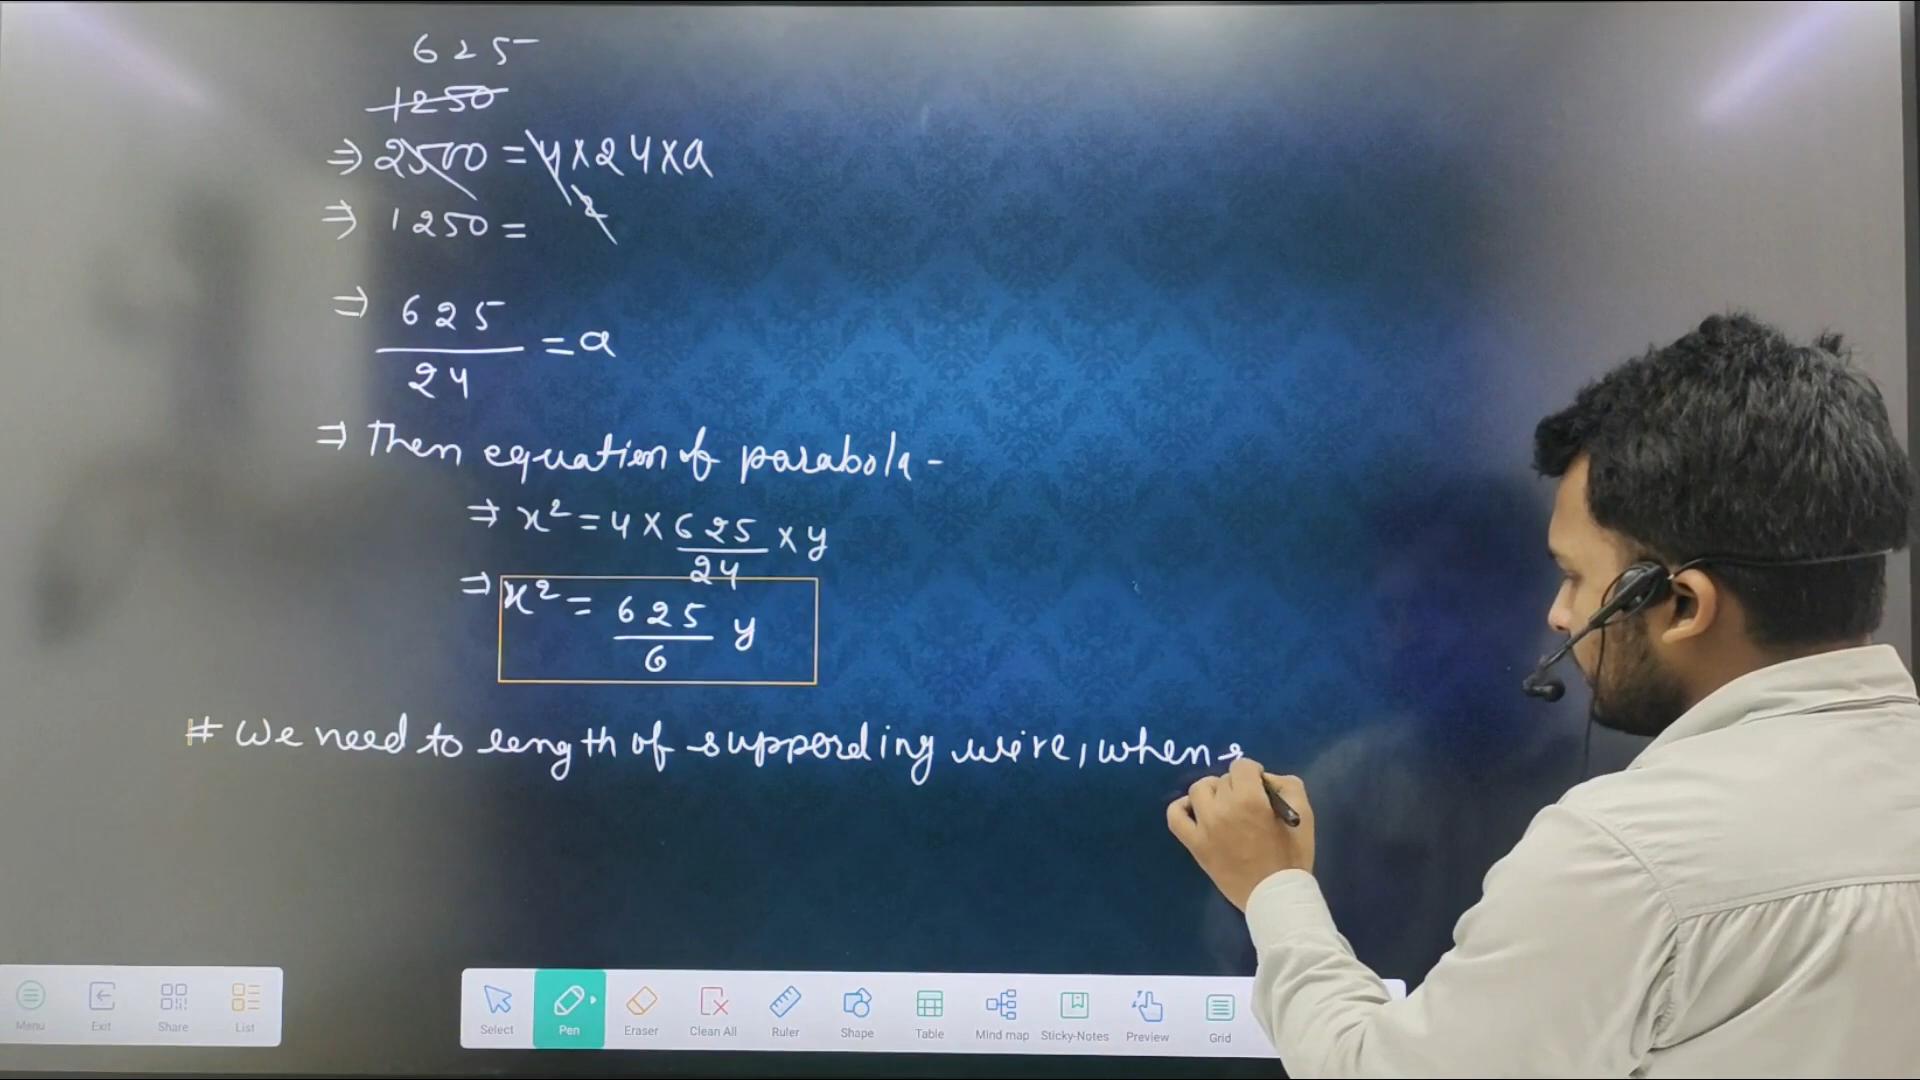 625
1250
⇒ 2500 = 4×24×a
2
⇒ 1250 =
⇒ 625/24 = a
⇒ Then equation of parabola -
⇒ x² = 4 × 625/24 × y
⇒ x² = 625/6 y
# We need to length of suppording wire, when
Menu Exit Share List
Select Pen Eraser Clean All Ruler Shape Table Mind map Sticky-Notes Preview Grid